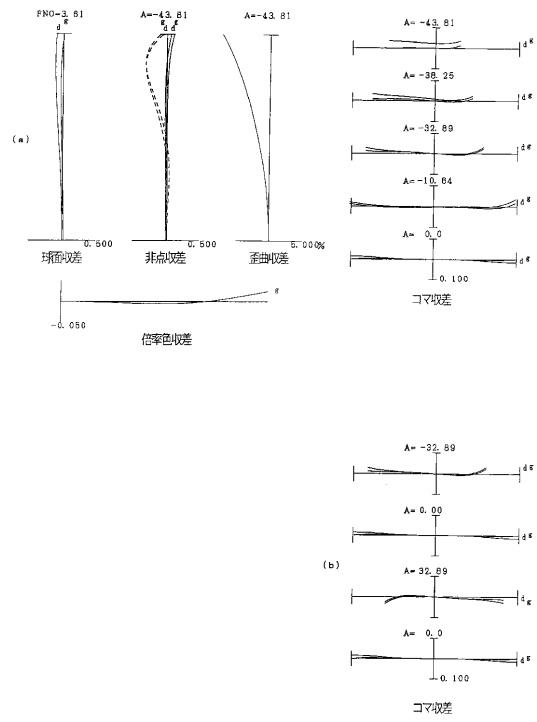 FNO=3.61
A=-43.81
A=-43.81
d g
g d d g
(a)
0.500
0.500
5.000%
球面収差
非点収差
歪曲収差
g
-0.050
倍率色収差
A=-43.81
d g
A=-38.25
d g
A=-32.89
d g
A=-10.64
d g
A= 0.0
d g
0.100
コマ収差
(b)
A=-32.89
d g
A= 0.00
d g
A=32.89
d g
A= 0.0
d g
0.100
コマ収差